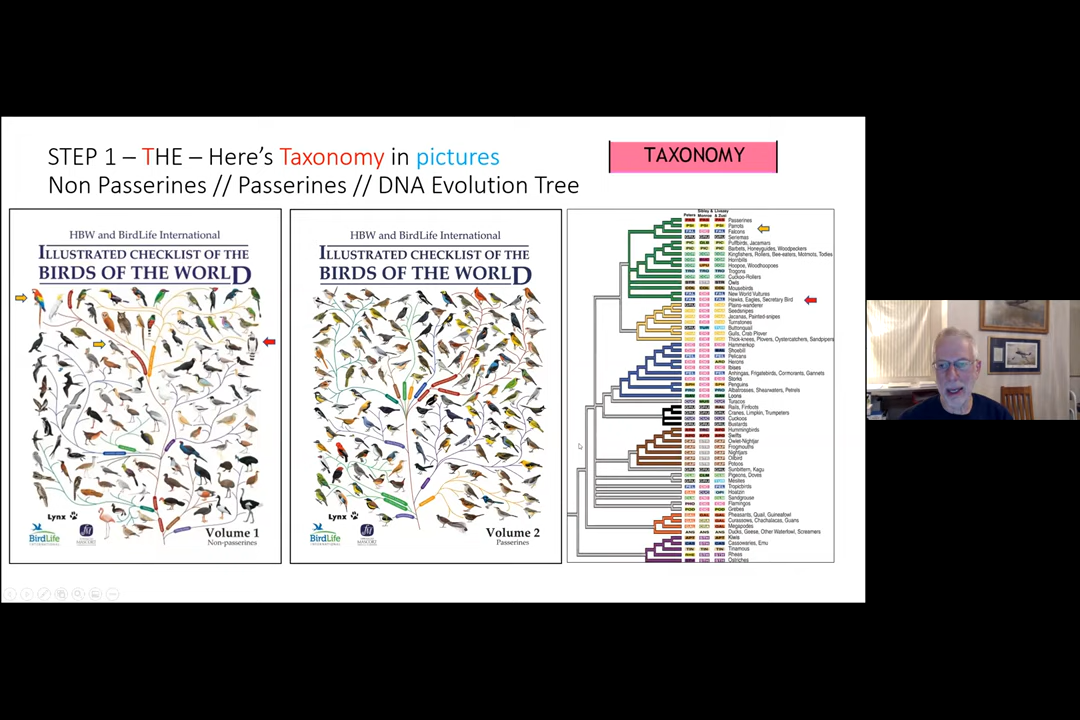 STEP 1 – THE – Here's Taxonomy in pictures
Non Passerines // Passerines // DNA Evolution Tree
TAXONOMY
HBW and BirdLife International
ILLUSTRATED CHECKLIST OF THE
BIRDS OF THE WORLD
Lynx
BirdLife
INTERNATIONAL
Volume 1
Non-passerines
HBW and BirdLife International
ILLUSTRATED CHECKLIST OF THE
BIRDS OF THE WORLD
Lynx
BirdLife
INTERNATIONAL
Volume 2
Passerines
Peters
Sibley & Monroe
Livezey & Zusi
Passerines
Parrots
Falcons
Seriemas
Puffbirds, Jacamars
Barbets, Honeyguides, Woodpeckers
Kingfishers, Rollers, Bee-eaters, Motmots, Todies
Hornbills
Hoopoe, Woodhoopoes
Trogons
Cuckoo-Rollers
Owls
Mousebirds
New World Vultures
Hawks, Eagles, Secretary Bird
Plains-wanderer
Seedsnipes
Jacanas, Painted-snipes
Turnstones
Buttonquail
Gulls, Crab Plover
Thick-knees, Plovers, Oystercatchers, Sandpipers
Hammerkop
Shoebill
Pelicans
Herons
Ibises
Anhingas, Frigatebirds, Cormorants, Gannets
Storks
Penguins
Albatrosses, Shearwaters, Petrels
Loons
Turacos
Rails, Finfoots
Cranes, Limpkin, Trumpeters
Cuckoos
Bustards
Hummingbirds
Swifts
Owlet-Nightjar
Frogmouths
Nightjars
Oilbird
Potoos
Sunbittern, Kagu
Pigeons, Doves
Mesites
Tropicbirds
Hoatzin
Sandgrouse
Flamingos
Grebes
Pheasants, Quail, Guineafowl
Curassows, Chachalacas, Guans
Megapodes
Ducks, Geese, Other Waterfowl, Screamers
Kiwis
Cassowaries, Emu
Tinamous
Rheas
Ostriches